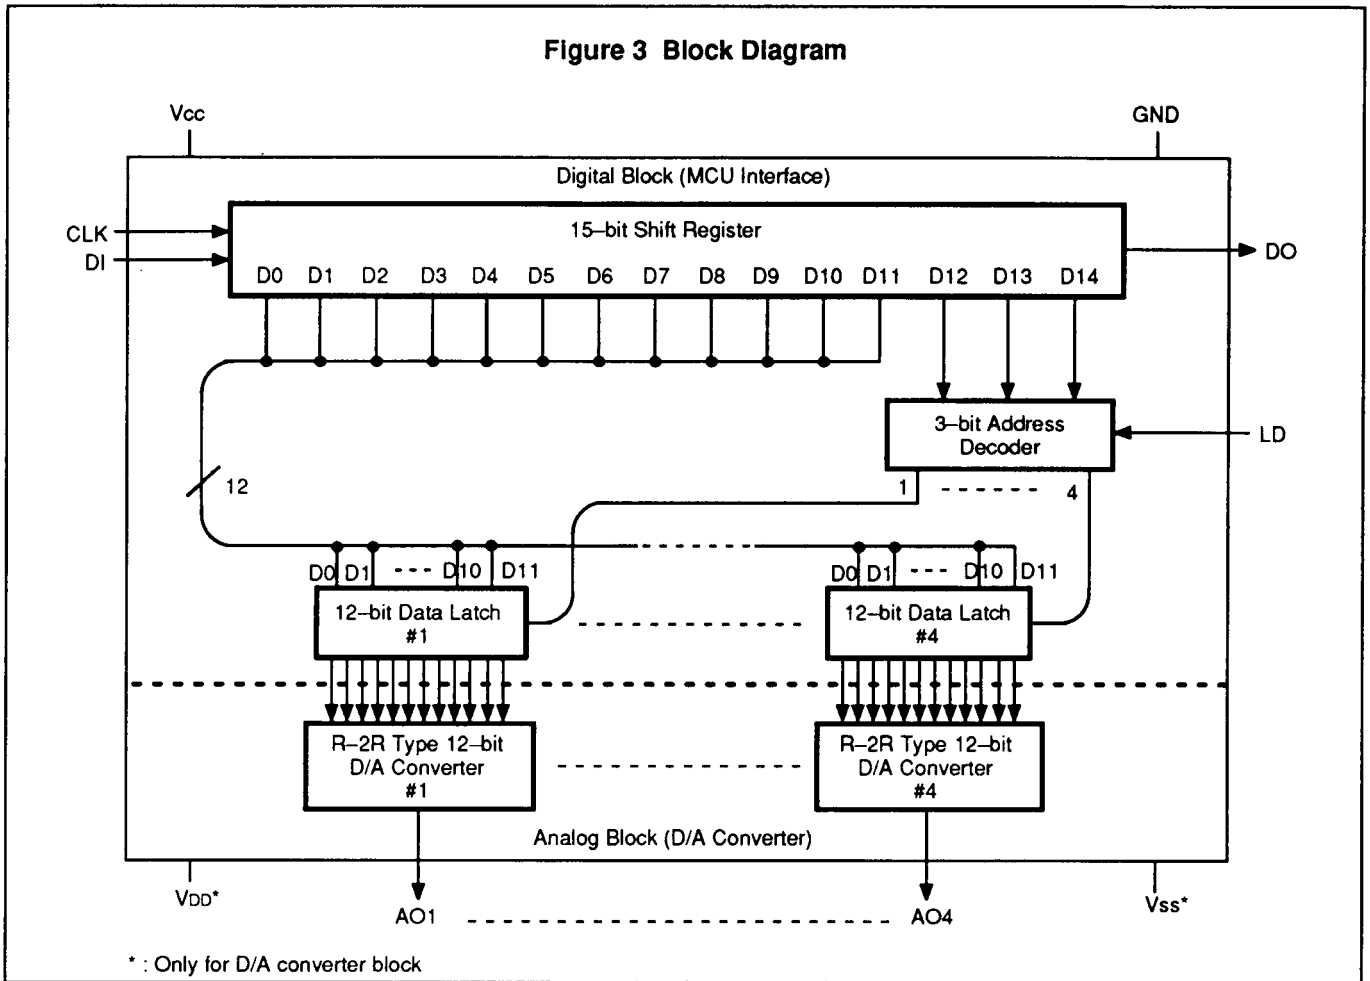 Figure 3 Block Diagram
Vcc
GND
Digital Block (MCU Interface)
15–bit Shift Register
CLK
DI
DO
D0 D1 D2 D3 D4 D5 D6 D7 D8 D9 D10 D11 D12 D13 D14
3–bit Address
Decoder
LD
12
1
4
D0 D1 D10 D11
D0 D1 D10 D11
12–bit Data Latch
#1
12–bit Data Latch
#4
R–2R Type 12–bit
D/A Converter
#1
R–2R Type 12–bit
D/A Converter
#4
Analog Block (D/A Converter)
VDD*
Vss*
AO1
AO4
* : Only for D/A converter block